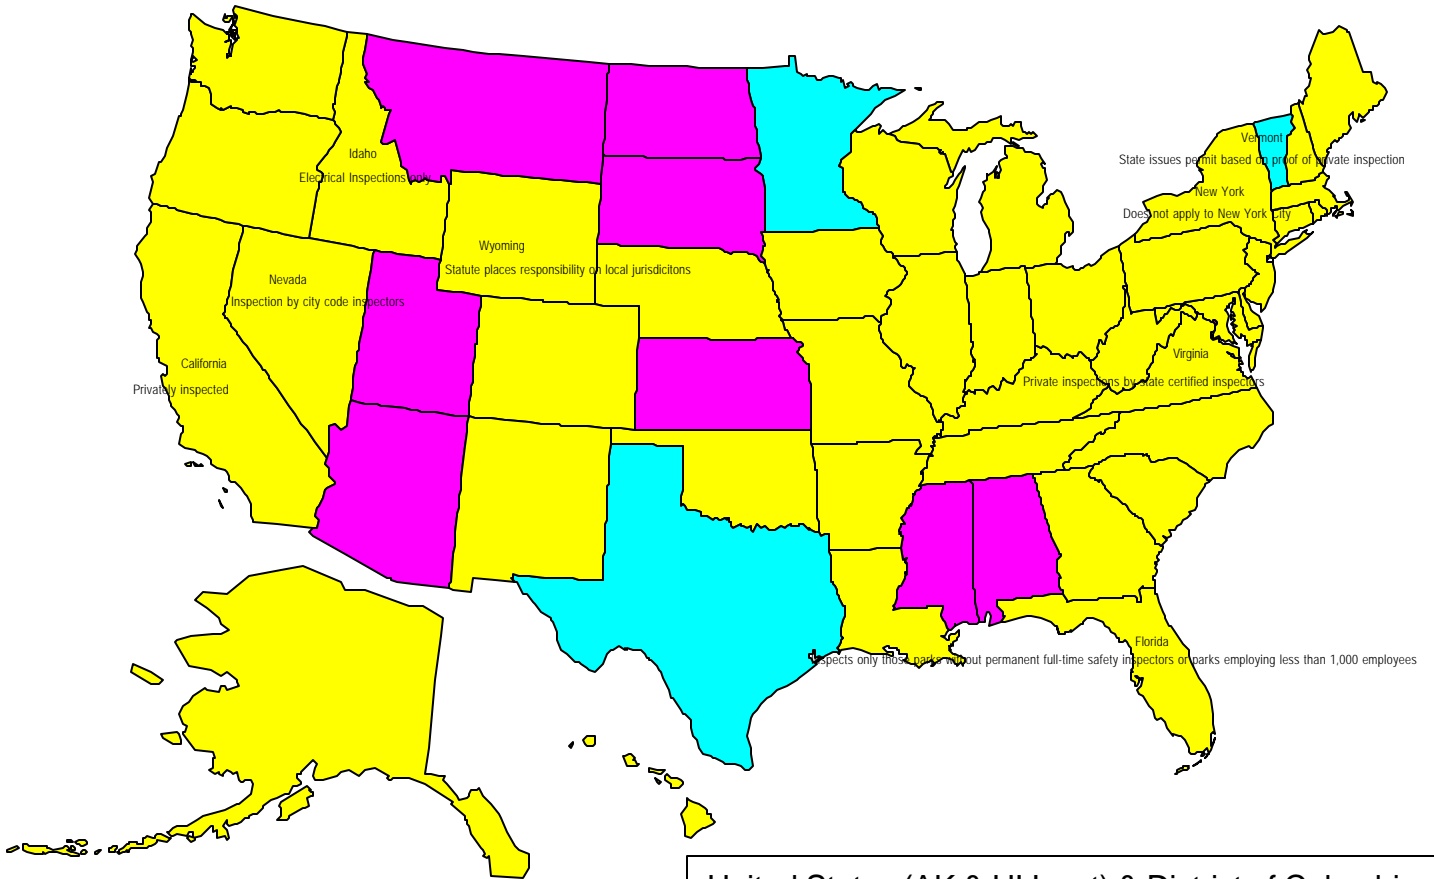 Vermont
State issues permit based on proof of private inspection
Idaho
Electrical Inspections only
New York
Does not apply to New York City
Wyoming
Statute places responsibility on local jurisdicitons
Nevada
Inspection by city code inspectors
California
Privately inspected
Virginia
Private inspections by state certified inspectors
Florida
Inspects only those parks without permanent full-time safety inspectors or parks employing less than 1,000 employees